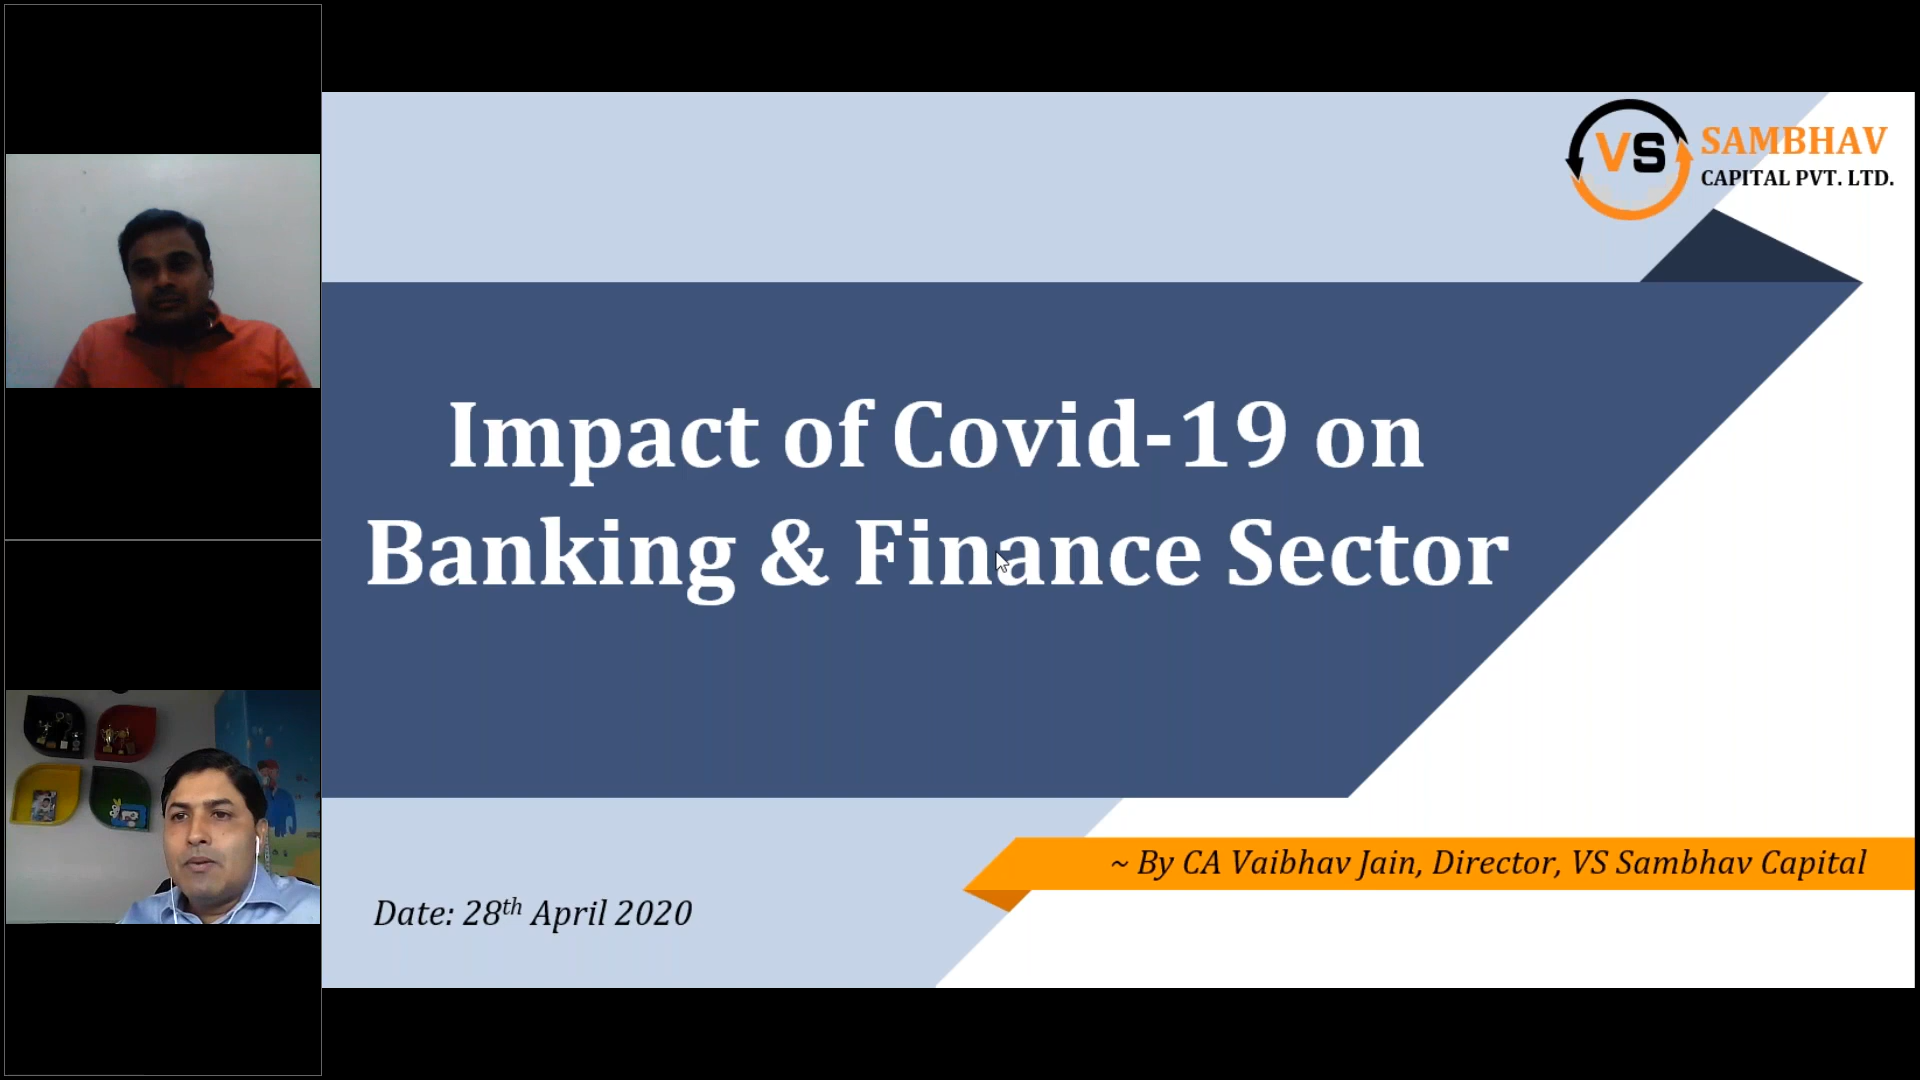 VS
SAMBHAV
CAPITAL PVT. LTD.
Impact of Covid-19 on
Banking & Finance Sector
~ By CA Vaibhav Jain, Director, VS Sambhav Capital
Date: 28th April 2020